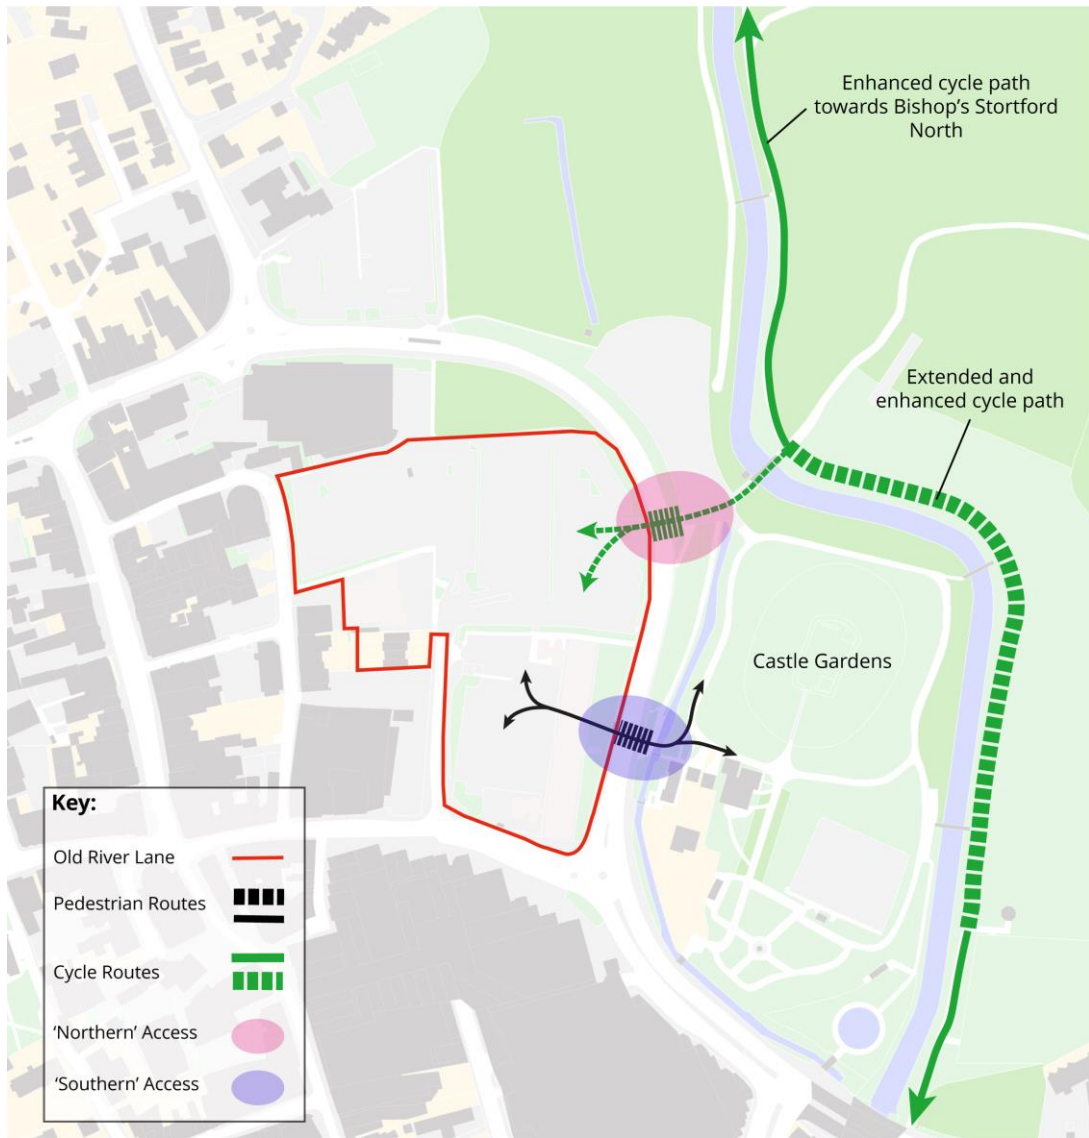 Enhanced cycle path
towards Bishop's Stortford
North
Extended and
enhanced cycle path
Castle Gardens
Key:
Old River Lane
Pedestrian Routes
Cycle Routes
‘Northern’ Access
‘Southern’ Access